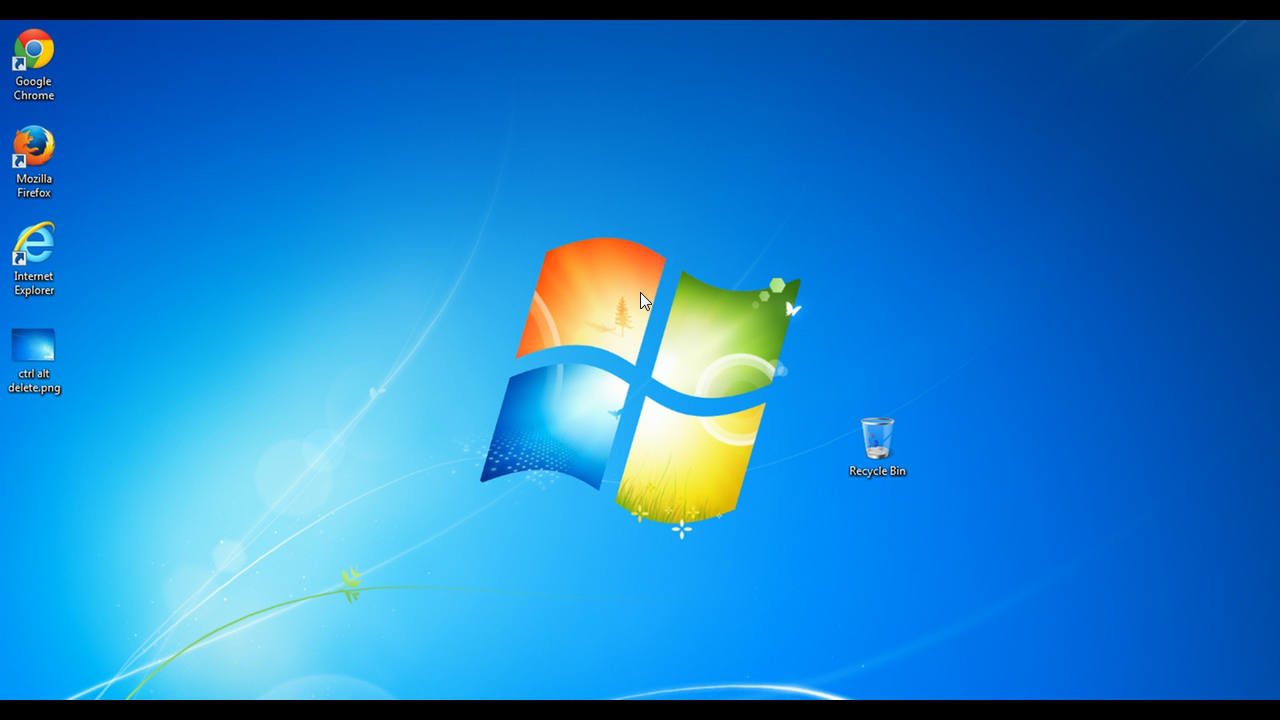 Google
Chrome
Mozilla
Firefox
Internet
Explorer
ctrl alt
delete.png
Recycle Bin